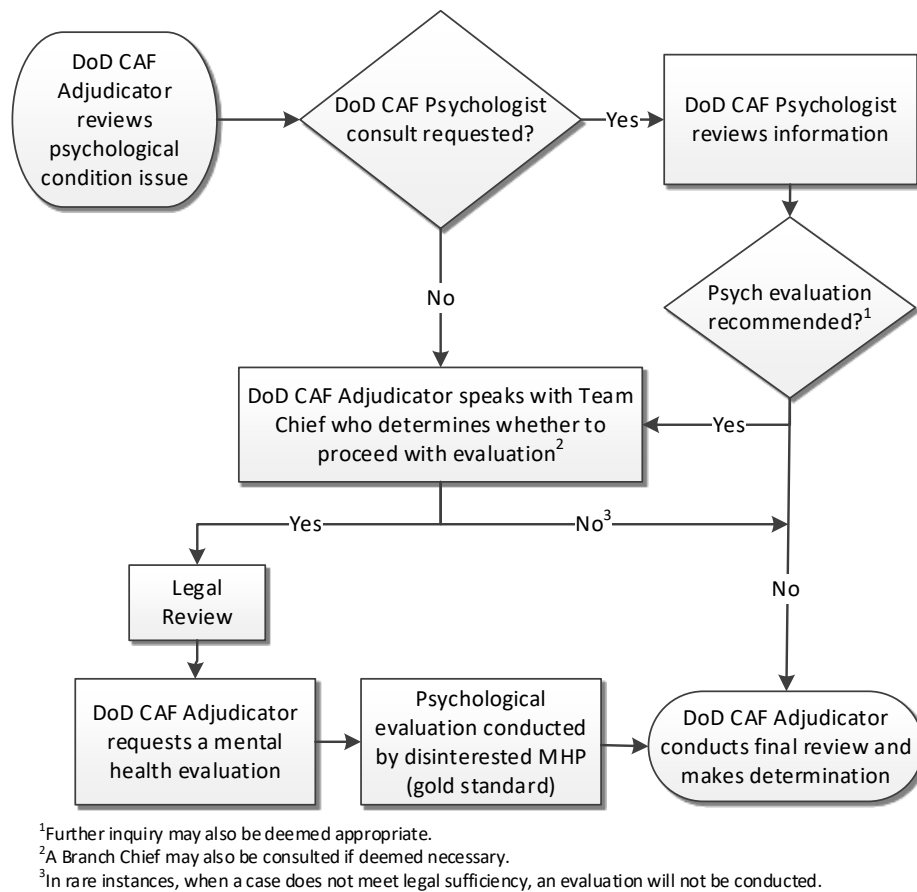 DoD CAF
Adjudicator
reviews
psychological
condition issue
DoD CAF Psychologist
consult requested?
Yes
DoD CAF Psychologist
reviews information
No
Psych evaluation
recommended?1
DoD CAF Adjudicator speaks with Team
Chief who determines whether to
proceed with evaluation2
Yes
Yes
No3
Legal
Review
No
DoD CAF Adjudicator
requests a mental
health evaluation
Psychological
evaluation conducted
by disinterested MHP
(gold standard)
DoD CAF Adjudicator
conducts final review and
makes determination
1Further inquiry may also be deemed appropriate.
2A Branch Chief may also be consulted if deemed necessary.
3In rare instances, when a case does not meet legal sufficiency, an evaluation will not be conducted.